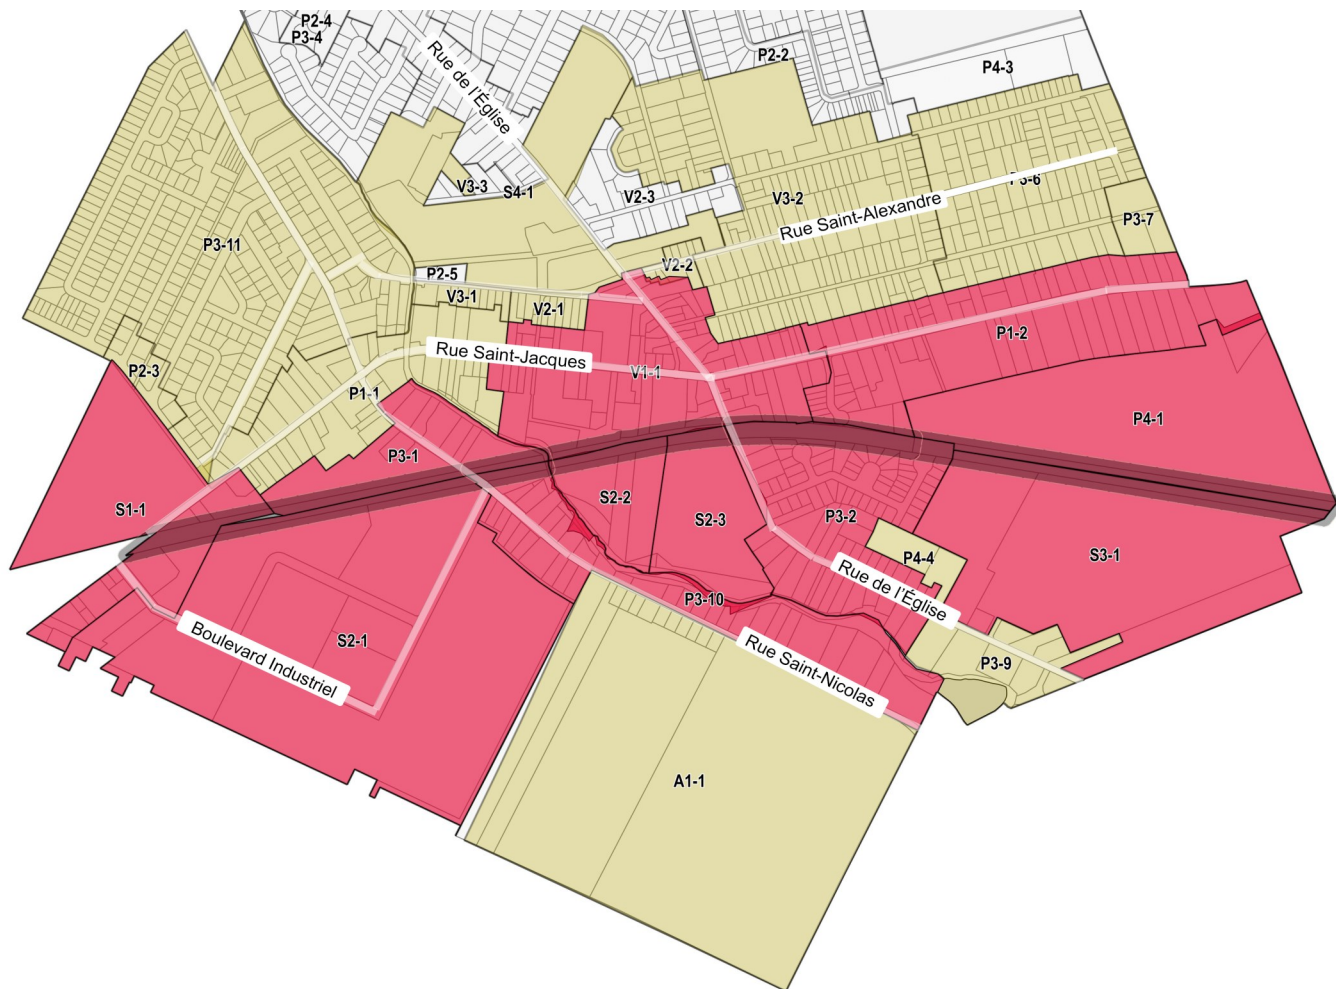 P2-4
P3-4
Rue de l'Église
P2-2
P4-3
V3-3
S4-1
V2-3
V3-2
P3-6
Rue Saint-Alexandre
P3-7
P3-11
P2-5
V2-2
V3-1
V2-1
P1-2
Rue Saint-Jacques
V1-1
P2-3
P1-1
P4-1
P3-1
S1-1
S2-2
S2-3
P3-2
P4-4
S3-1
Rue de l'Église
P3-10
S2-1
Boulevard Industriel
P3-9
Rue Saint-Nicolas
A1-1